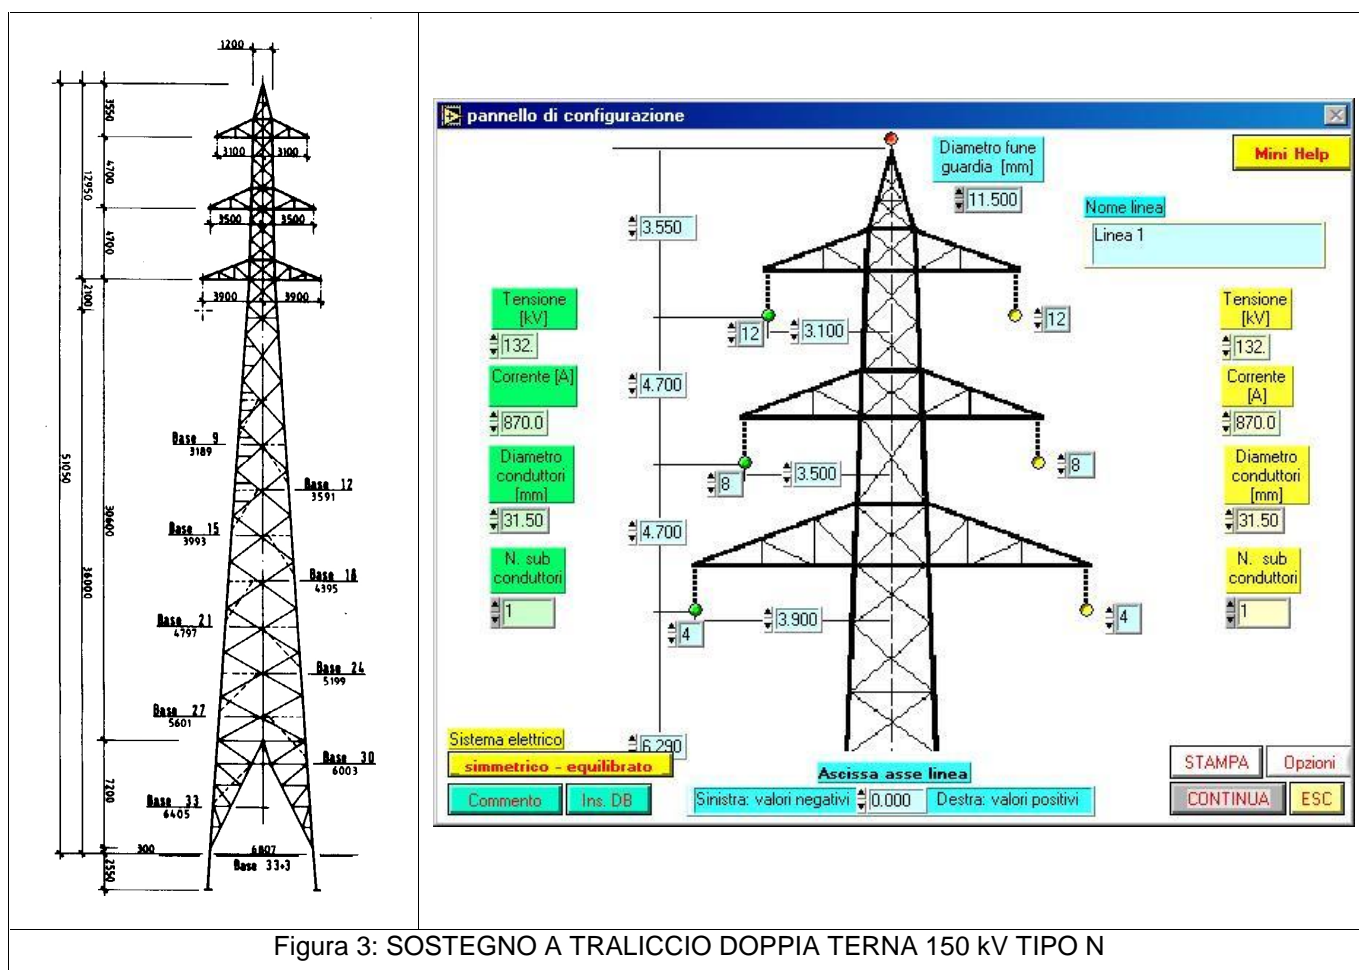 1200
3550
3100 3100
4700
12950
3500 3500
4700
2100
3900 3900
Base 9
3189
51050
Base 12
3591
30600
Base 15
3993
Base 18
4395
36000
Base 21
4797
Base 24
5199
Base 27
5601
Base 30
6003
7200
Base 33
6405
300 6807
Base 33+3
2550
pannello di configurazione
Diametro fune
guardia [mm]
11.500
Mini Help
Nome linea
Linea 1
3.550
Tensione
[kV]
132.
12
3.100
12
Tensione
[kV]
132.
Corrente [A]
870.0
4.700
Corrente
[A]
870.0
Diametro
conduttori
[mm]
31.50
8
3.500
8
Diametro
conduttori
[mm]
31.50
4.700
N. sub
conduttori
1
4
3.900
4
N. sub
conduttori
1
Sistema elettrico
simmetrico - equilibrato
6.290
Ascissa asse linea
STAMPA Opzioni
Commento Ins. DB Sinistra: valori negativi 0.000 Destra: valori positivi CONTINUA ESC
Figura 3: SOSTEGNO A TRALICCIO DOPPIA TERNA 150 kV TIPO N